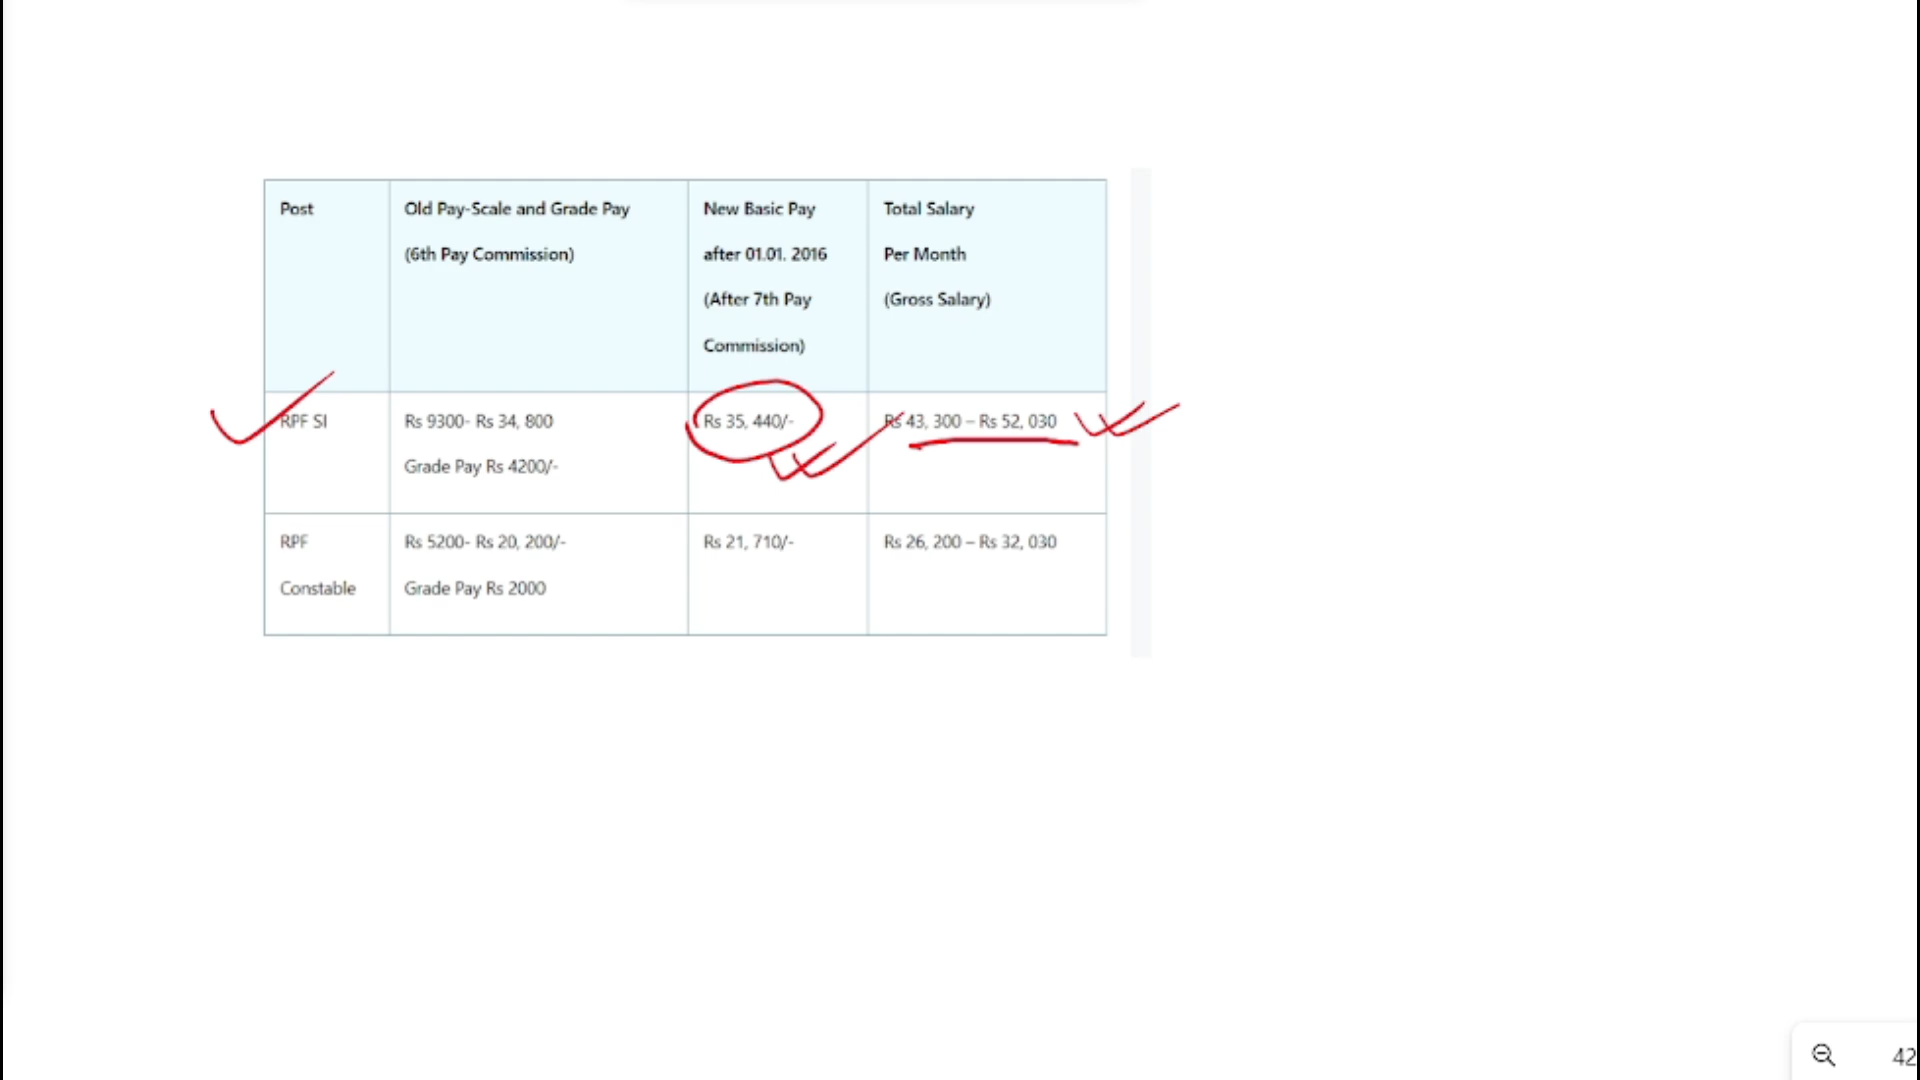 Post
Old Pay-Scale and Grade Pay
(6th Pay Commission)
New Basic Pay
after 01.01. 2016
(After 7th Pay
Commission)
Total Salary
Per Month
(Gross Salary)
RPF SI
Rs 9300- Rs 34, 800
Grade Pay Rs 4200/-
Rs 35, 440/-
Rs 43, 300 – Rs 52, 030
RPF
Constable
Rs 5200- Rs 20, 200/-
Grade Pay Rs 2000
Rs 21, 710/-
Rs 26, 200 – Rs 32, 030
42